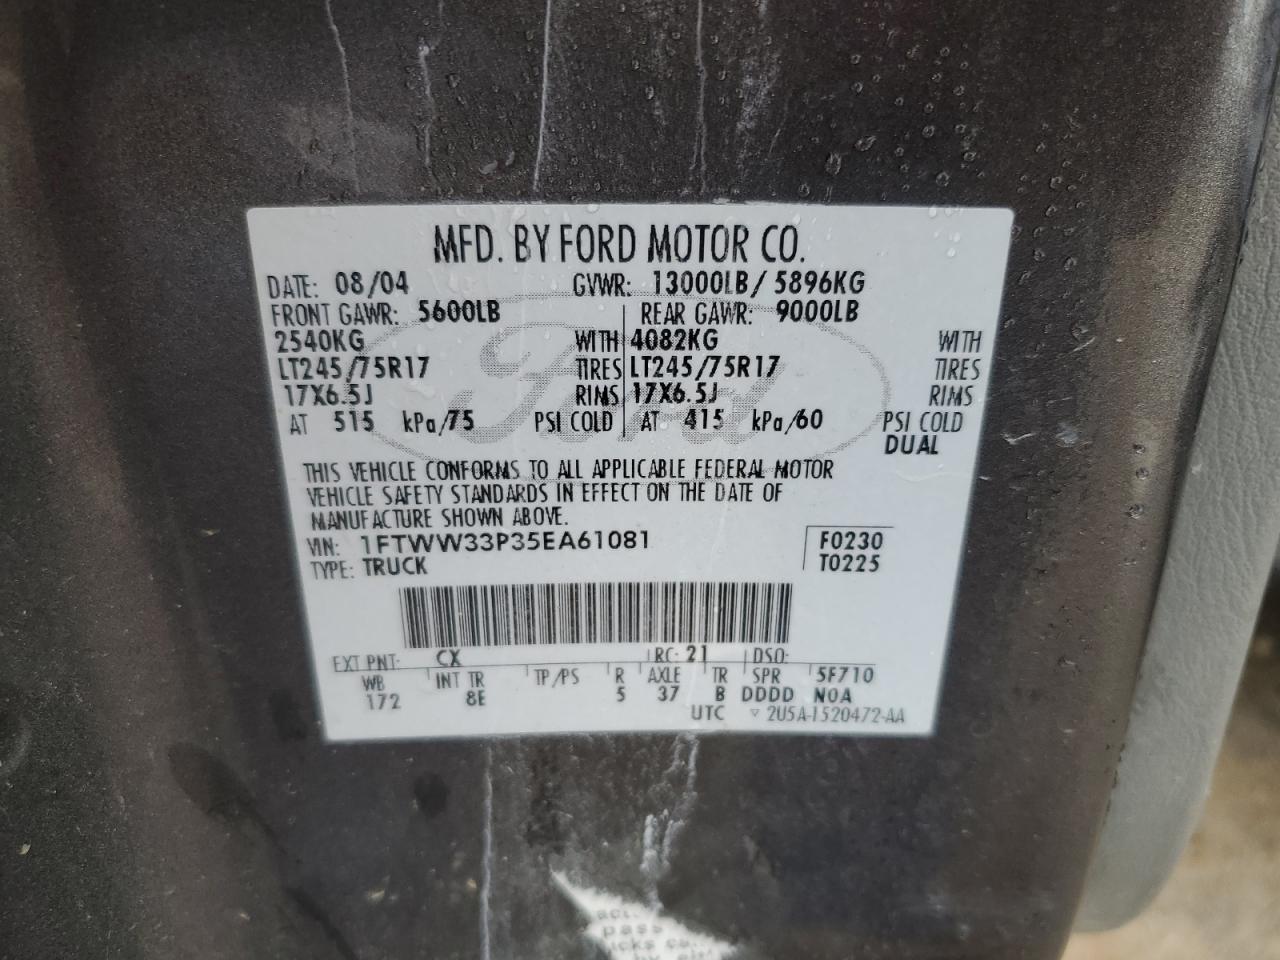 MFD. BY FORD MOTOR CO.
DATE: 08/04 GVWR: 13000LB/ 5896KG
FRONT GAWR: 5600LB REAR GAWR: 9000LB
2540KG WITH 4082KG WITH
LT245/75R17 TIRES LT245/75R17 TIRES
17X6.5J RIMS 17X6.5J RIMS
AT 515 kPa/75 PSI COLD AT 415 kPa/60 PSI COLD
DUAL
Ford
THIS VEHICLE CONFORMS TO ALL APPLICABLE FEDERAL MOTOR
VEHICLE SAFETY STANDARDS IN EFFECT ON THE DATE OF
MANUFACTURE SHOWN ABOVE.
VIN: 1FTWW33P35EA61081 F0230
TYPE: TRUCK T0225
EXT PNT: CX RC: 21 DSO:
WB INT TR TP/PS R AXLE TR SPR 5F710
172 8E 5 37 B DDDD N0A
UTC ▽ 2U5A-1520472-AA
pass